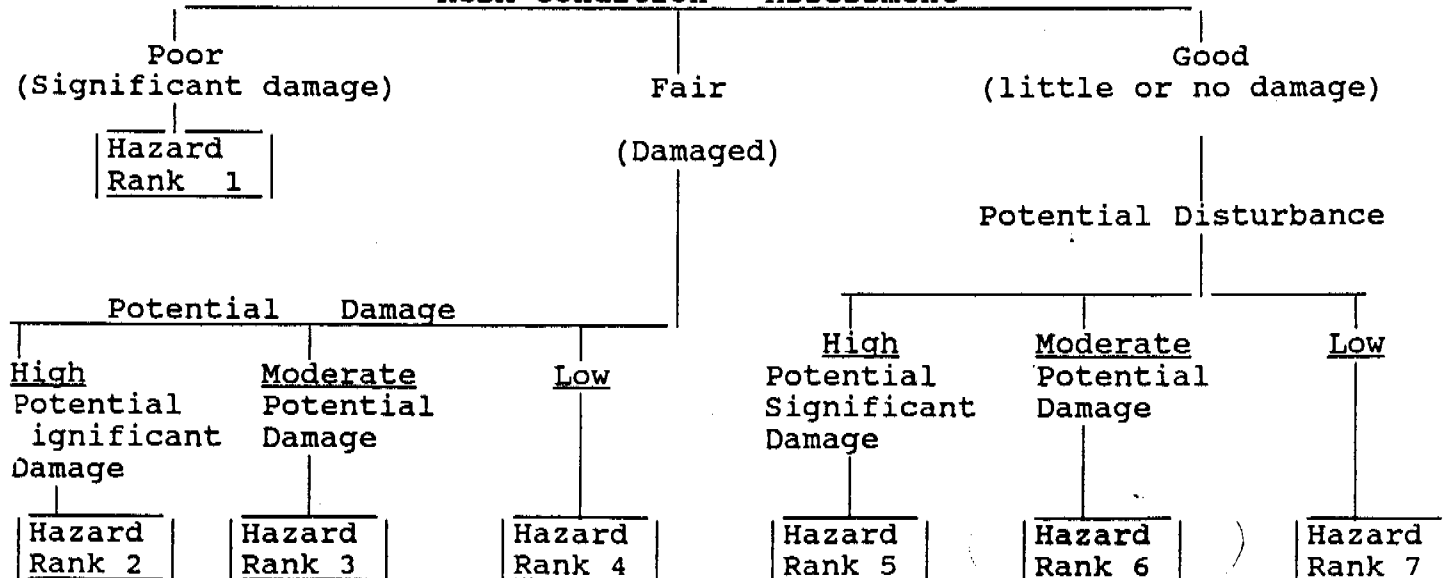 Condition Assessment
Poor
(Significant damage)
Hazard
Rank 1
Fair
(Damaged)
Good
(little or no damage)
Potential Disturbance
Potential Damage
High
Potential
ignificant
Damage
Hazard
Rank 2
Moderate
Potential
Damage
Hazard
Rank 3
Low
Hazard
Rank 4
High
Potential
Significant
Damage
Hazard
Rank 5
Moderate
Potential
Damage
Hazard
Rank 6
Low
Hazard
Rank 7